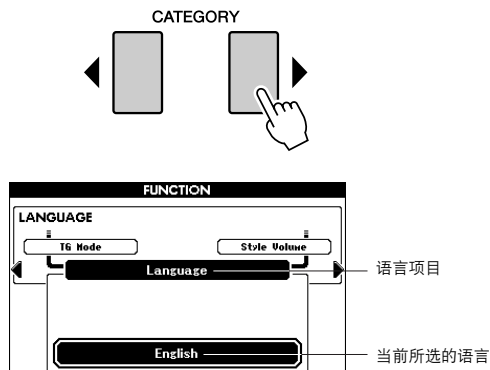 CATEGORY
FUNCTION
LANGUAGE
TG Mode
Style Volume
Language
语言项目
English
当前所选的语言